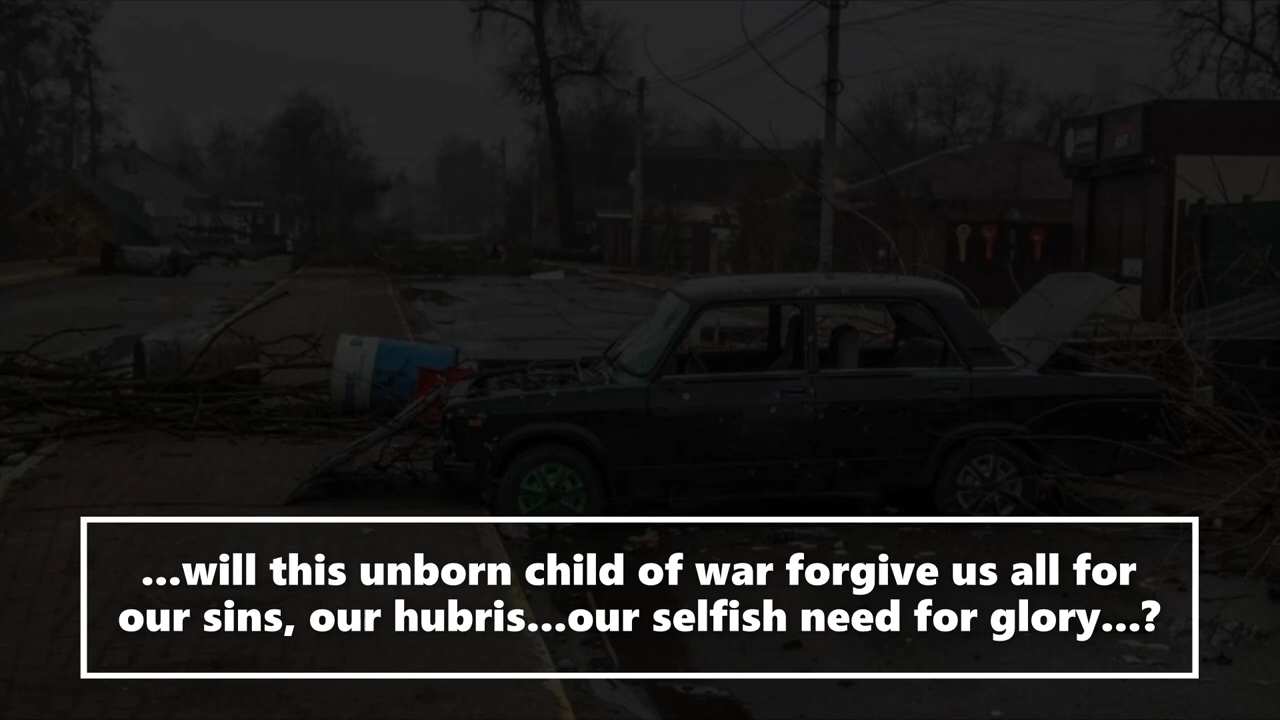 ...will this unborn child of war forgive us all for
our sins, our hubris...our selfish need for glory...?